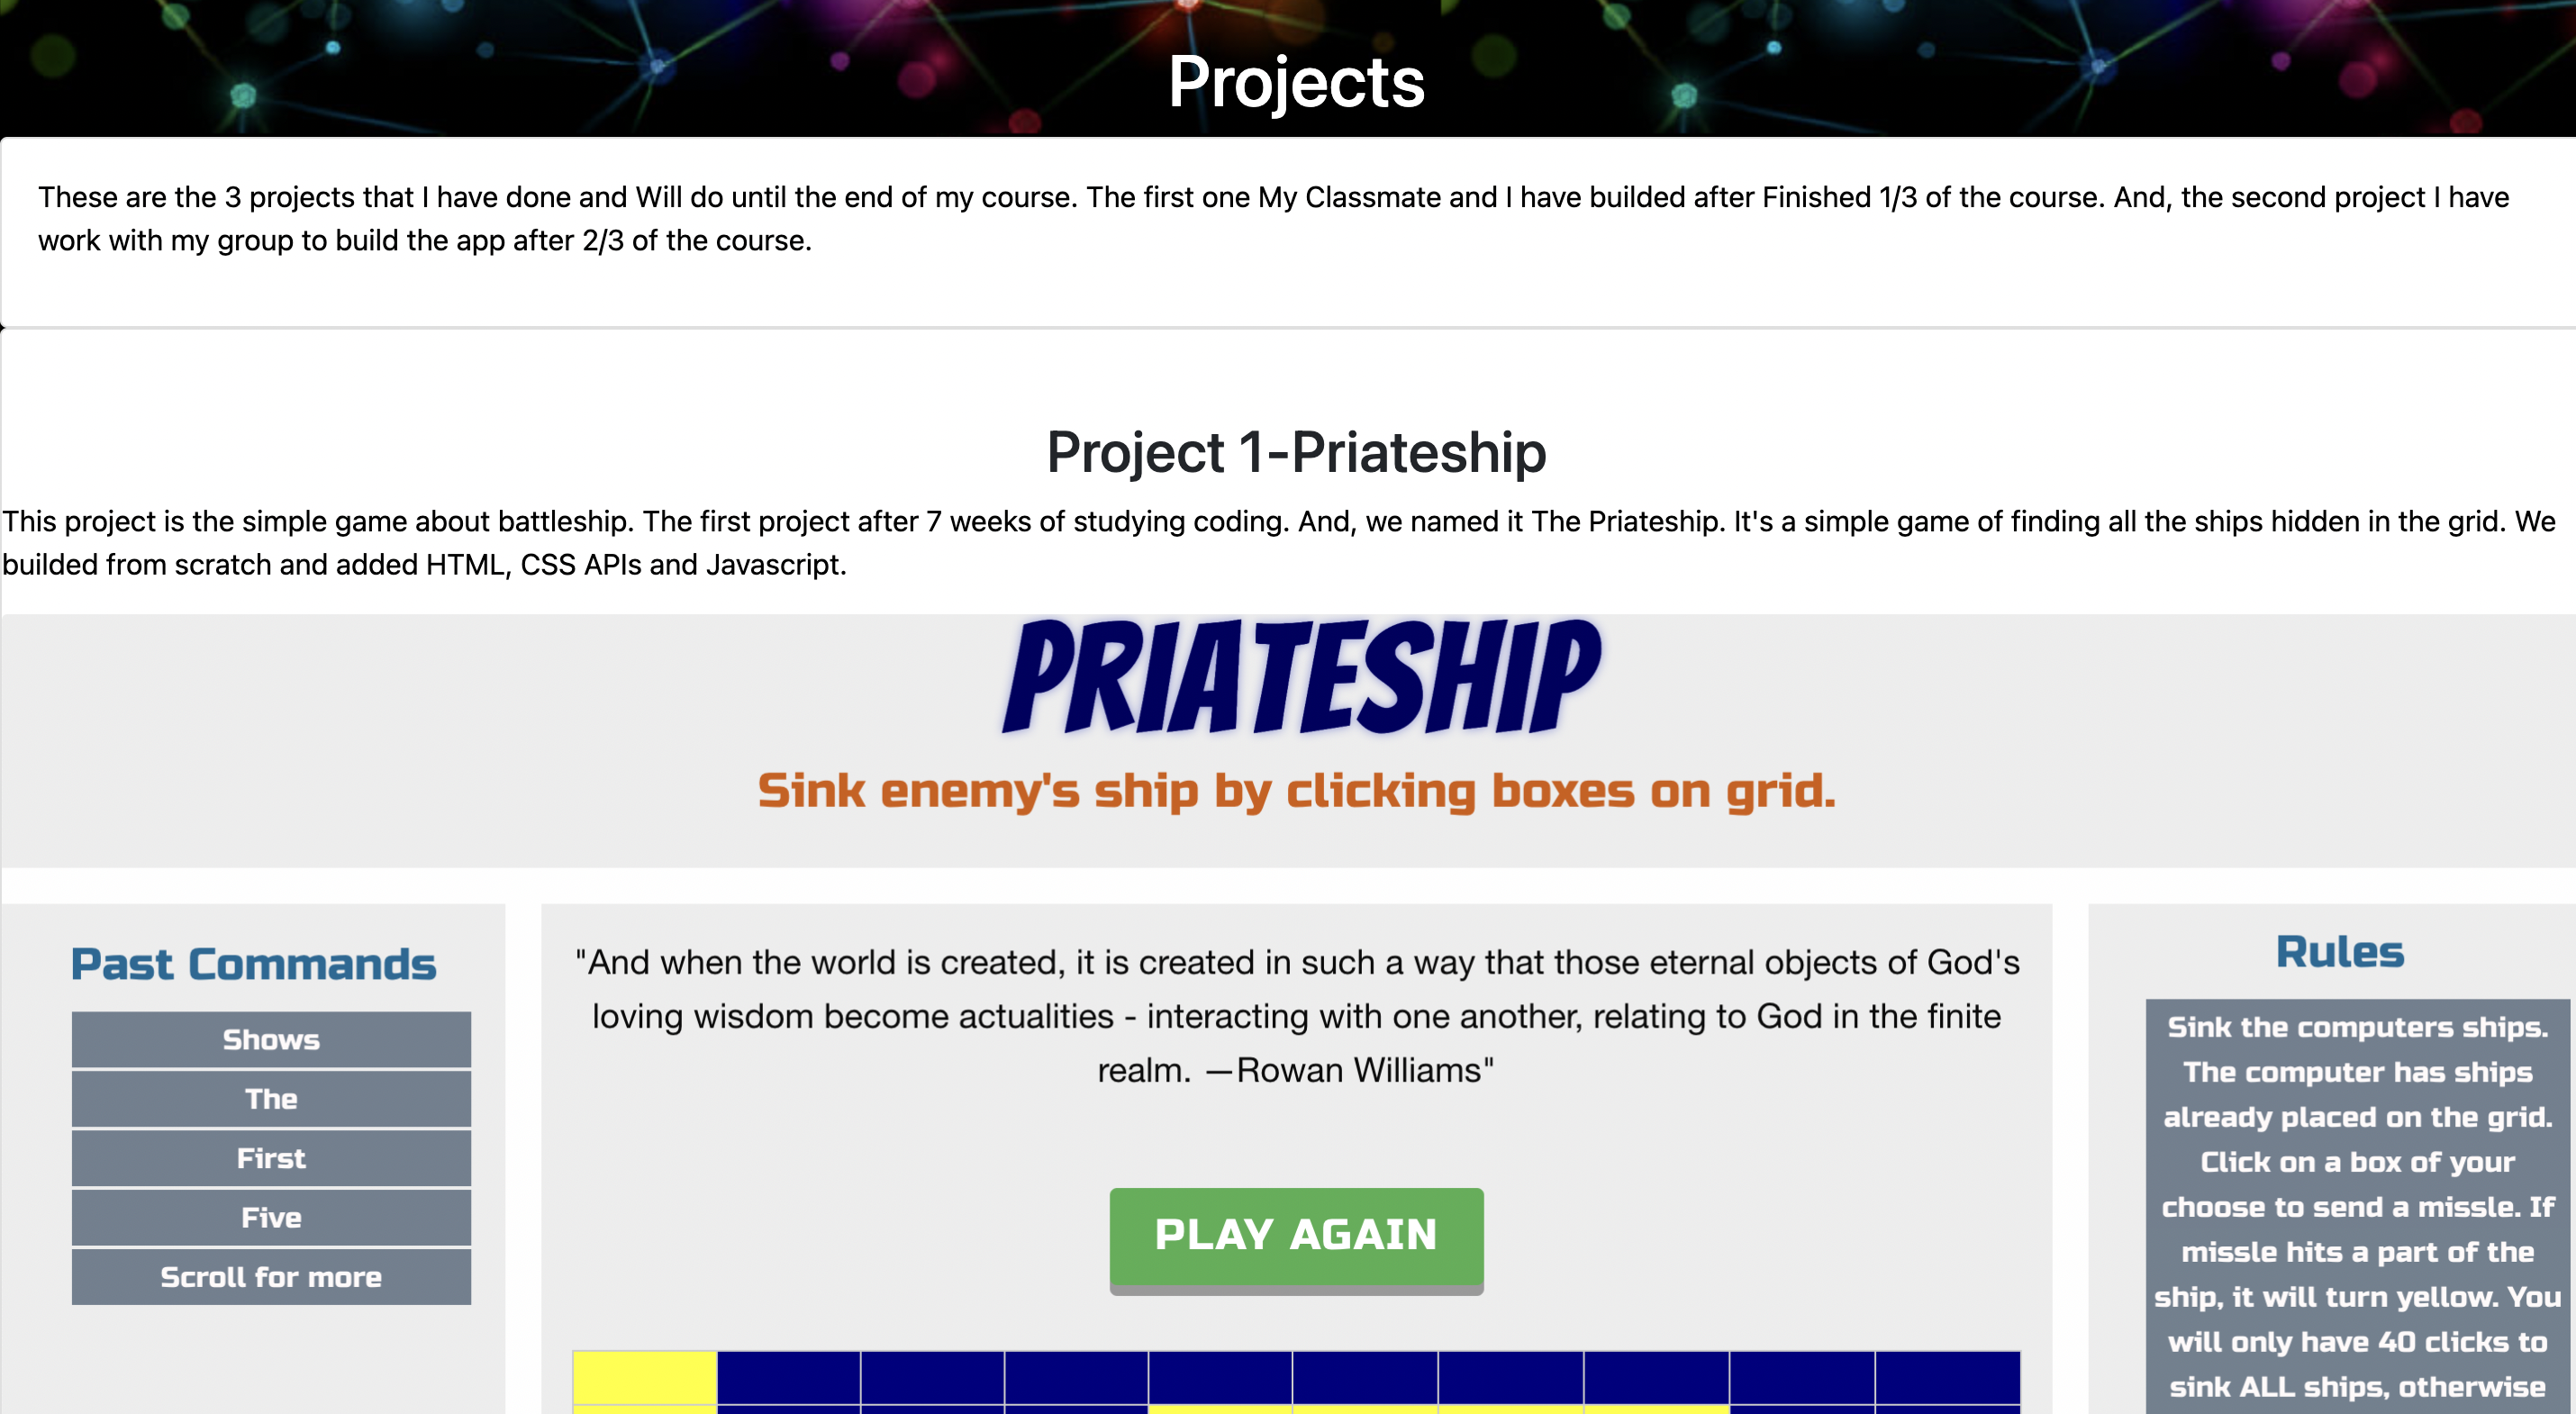 Projects
These are the 3 projects that I have done and Will do until the end of my course. The first one My Classmate and I have builded after Finished 1/3 of the course. And, the second project I have
work with my group to build the app after 2/3 of the course.
Project 1-Priateship
This project is the simple game about battleship. The first project after 7 weeks of studying coding. And, we named it The Priateship. It's a simple game of finding all the ships hidden in the grid. We
builded from scratch and added HTML, CSS APIs and Javascript.
PRIATESHIP
Sink enemy's ship by clicking boxes on grid.
Past Commands
Shows
The
First
Five
Scroll for more
"And when the world is created, it is created in such a way that those eternal objects of God's
loving wisdom become actualities - interacting with one another, relating to God in the finite
realm. —Rowan Williams"
PLAY AGAIN
Rules
Sink the computers ships.
The computer has ships
already placed on the grid.
Click on a box of your
choose to send a missle. If
missle hits a part of the
ship, it will turn yellow. You
will only have 40 clicks to
sink ALL ships, otherwise